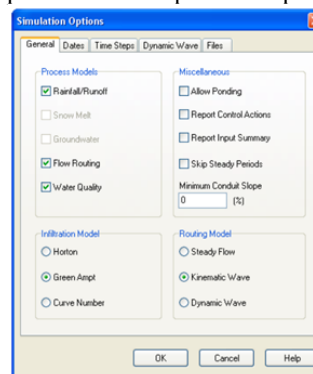 Simulation Options
General Dates Time Steps Dynamic Wave Files
Process Models
Rainfall/Runoff
Snow Melt
Groundwater
Flow Routing
Water Quality
Miscellaneous
Allow Ponding
Report Control Actions
Report Input Summary
Skip Steady Periods
Minimum Conduit Slope
0 (%)
Infiltration Model
Horton
Green Ampt
Curve Number
Routing Model
Steady Flow
Kinematic Wave
Dynamic Wave
OK Cancel Help